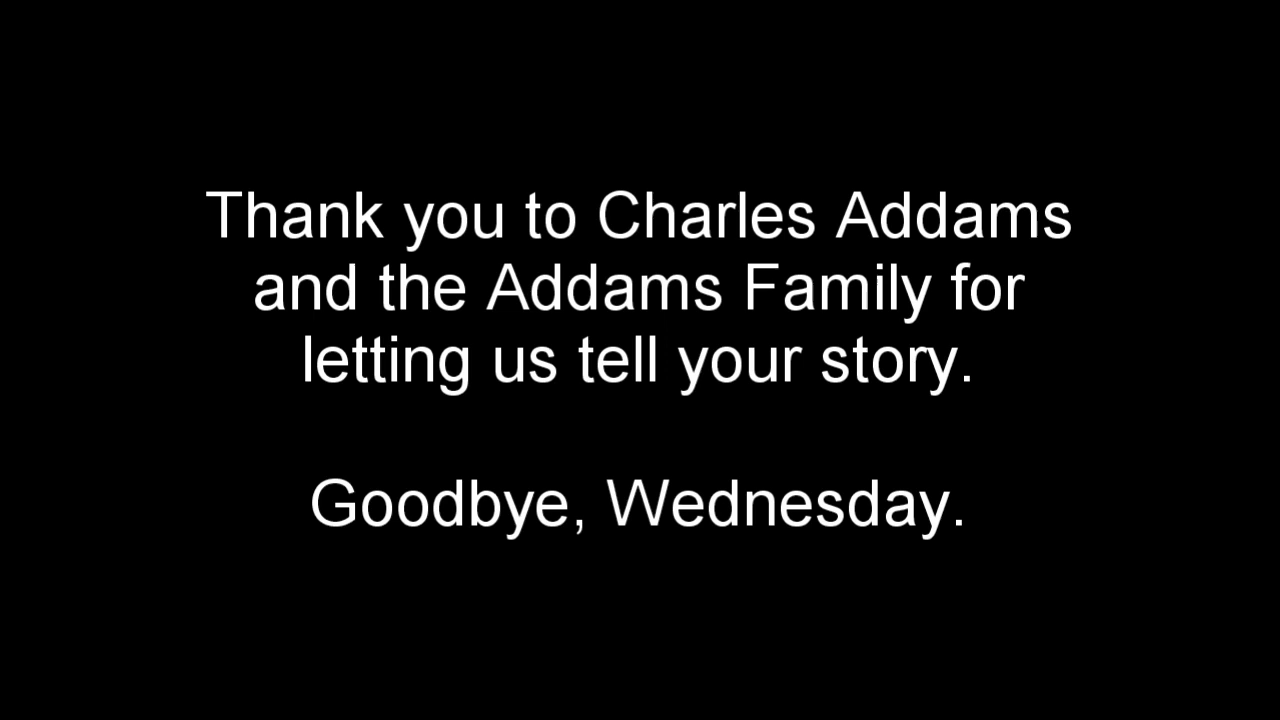 Thank you to Charles Addams
and the Addams Family for
letting us tell your story.
Goodbye, Wednesday.